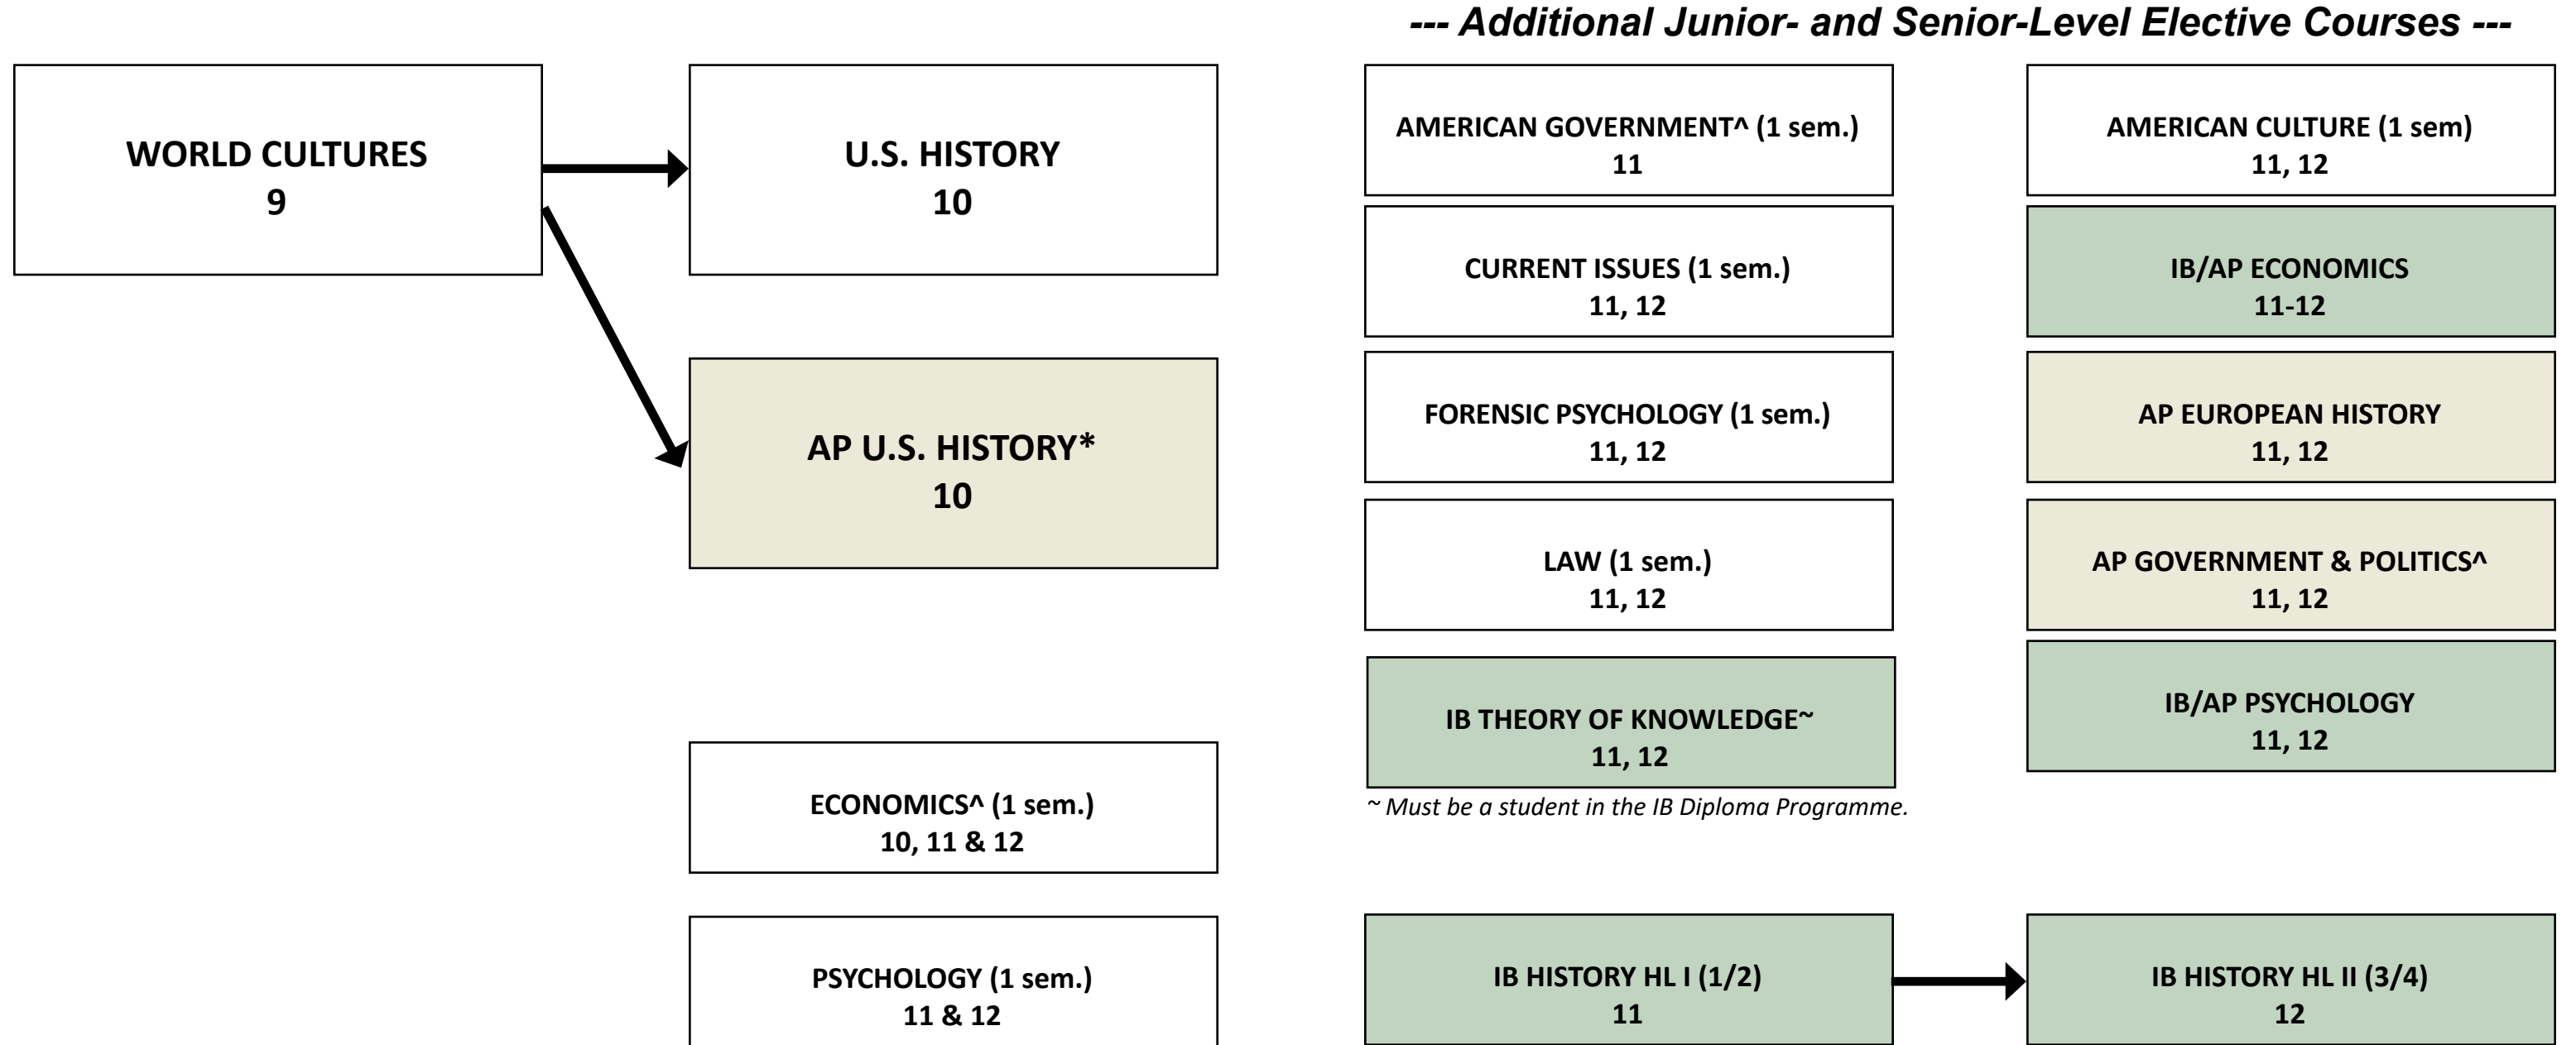 --- Additional Junior- and Senior-Level Elective Courses ---
WORLD CULTURES
9
U.S. HISTORY
10
AP U.S. HISTORY*
10
ECONOMICS^ (1 sem.)
10, 11 & 12
PSYCHOLOGY (1 sem.)
11 & 12
AMERICAN GOVERNMENT^ (1 sem.)
11
CURRENT ISSUES (1 sem.)
11, 12
FORENSIC PSYCHOLOGY (1 sem.)
11, 12
LAW (1 sem.)
11, 12
IB THEORY OF KNOWLEDGE~
11, 12
~ Must be a student in the IB Diploma Programme.
IB HISTORY HL I (1/2)
11
AMERICAN CULTURE (1 sem)
11, 12
IB/AP ECONOMICS
11-12
AP EUROPEAN HISTORY
11, 12
AP GOVERNMENT & POLITICS^
11, 12
IB/AP PSYCHOLOGY
11, 12
IB HISTORY HL II (3/4)
12